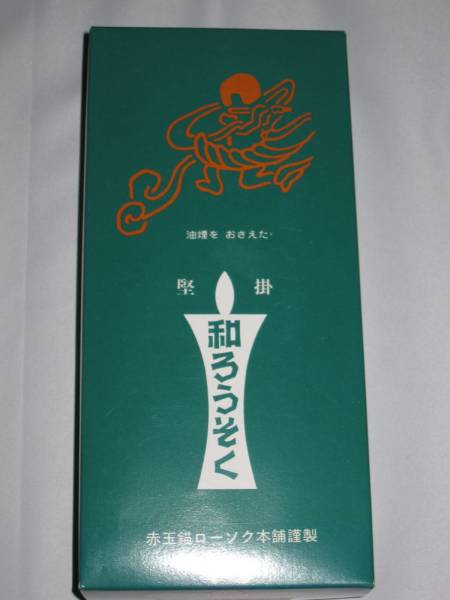 油煙を おさえた・
堅 掛
和ろうそく
赤玉錨ローソク本舗謹製